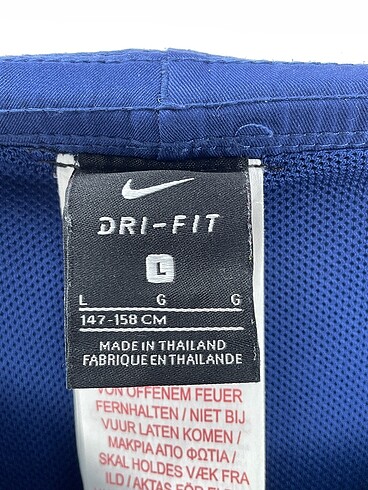 DRI-FIT
L
L G G
147-158 CM
MADE IN THAILAND
FABRIQUE EN THAILANDE
VON OFFENEM FEUER
FERNHALTEN / NIET BIJ
VUUR LATEN KOMEN /
ΜΑΚΡΙΑ ΑΠΟ ΦΩΤΙΑ /
SKAL HOLDES VÆK FRA
ILD / AKTAS FÖR ELD